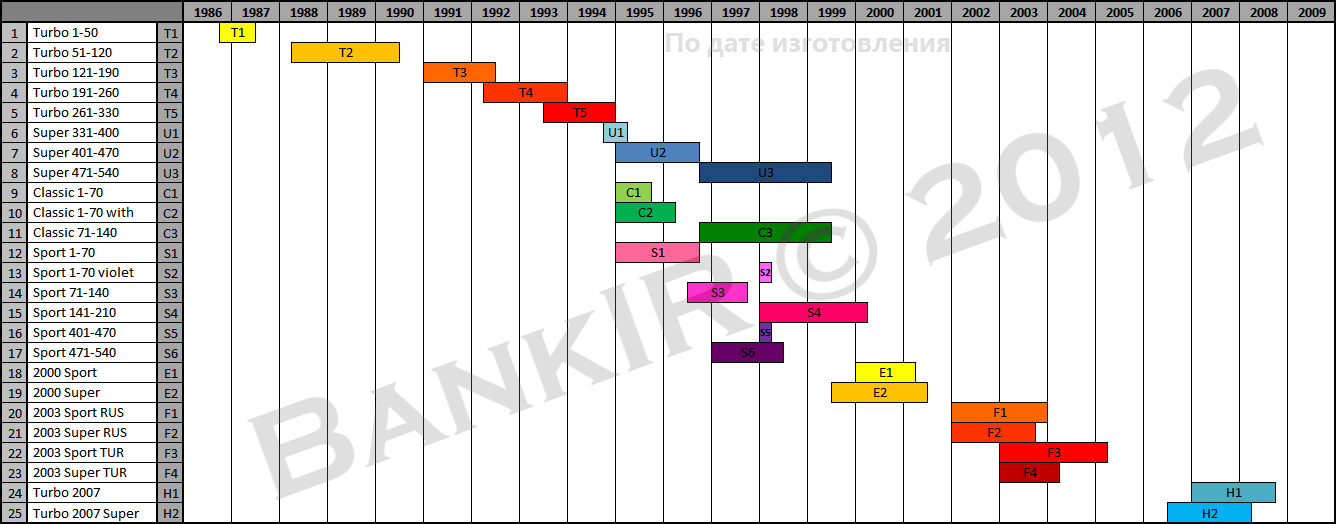 1986 1987 1988 1989 1990 1991 1992 1993 1994 1995 1996 1997 1998 1999 2000 2001 2002 2003 2004 2005 2006 2007 2008 2009
По дате изготовления
1 Turbo 1-50 T1 T1
2 Turbo 51-120 T2 T2
3 Turbo 121-190 T3 T3
4 Turbo 191-260 T4 T4
5 Turbo 261-330 T5 T5
6 Super 331-400 U1 U1
7 Super 401-470 U2 U2
8 Super 471-540 U3 U3
9 Classic 1-70 C1 C1
10 Classic 1-70 with C2 C2
11 Classic 71-140 C3 C3
12 Sport 1-70 S1 S1
13 Sport 1-70 violet S2 S2
14 Sport 71-140 S3 S3
15 Sport 141-210 S4 S4
16 Sport 401-470 S5 S5
17 Sport 471-540 S6 S6
18 2000 Sport E1 E1
19 2000 Super E2 E2
20 2003 Sport RUS F1 F1
21 2003 Super RUS F2 F2
22 2003 Sport TUR F3 F3
23 2003 Super TUR F4 F4
24 Turbo 2007 H1 H1
25 Turbo 2007 Super H2 H2
BANKIR © 2012